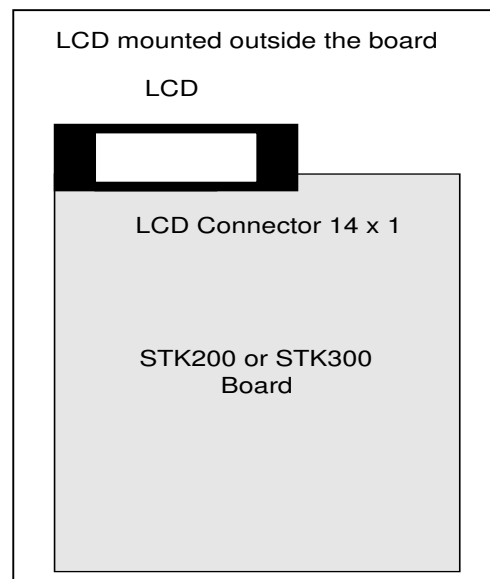 LCD mounted outside the board
LCD
LCD Connector 14 x 1
STK200 or STK300
Board